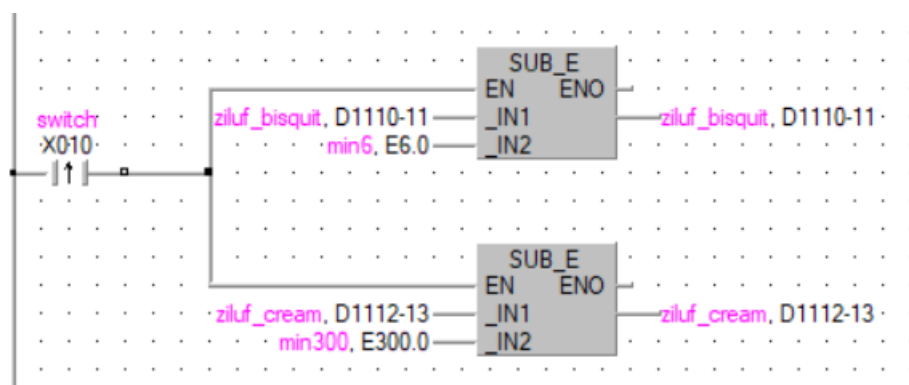 SUB_E
EN ENO
switch
ziluf_bisquit, D1110-11 _IN1 ziluf_bisquit, D1110-11
X010 min6, E6.0 _IN2
SUB_E
EN ENO
ziluf_cream, D1112-13 _IN1 ziluf_cream, D1112-13
min300, E300.0 _IN2